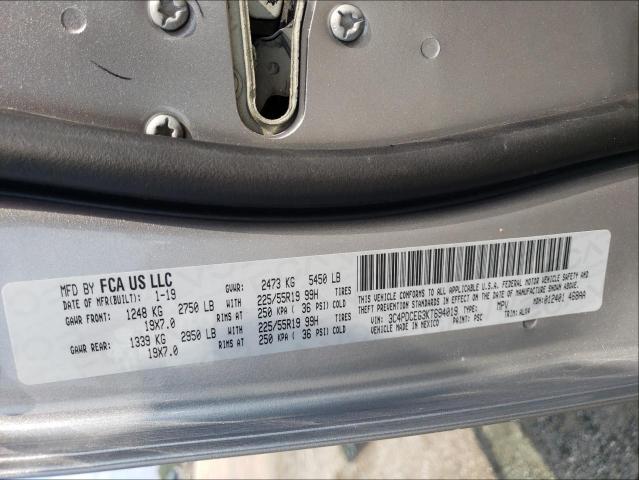 MFD BY FCA US LLC
DATE OF MFR(BUILT): 1-19 GVWR: 2473 KG 5450 LB
GAWR FRONT: 1248 KG 2750 LB WITH 225/55R19 99H TIRES
19X7.0 RIMS AT 250 KPA ( 36 PSI) COLD
GAWR REAR: 1339 KG 2950 LB WITH 225/55R19 99H TIRES
19X7.0 RIMS AT 250 KPA ( 36 PSI) COLD
THIS VEHICLE CONFORMS TO ALL APPLICABLE U.S.A. FEDERAL MOTOR VEHICLE SAFETY,
THEFT PREVENTION STANDARDS IN EFFECT ON THE DATE OF MANUFACTURE SHOWN ABOVE.
VIN: 3C4PDCEG3KT694019 TYPE: MPV MDH: 012401 4GBAA
VEHICLE MADE IN MEXICO PAINT: PSC TRIM: